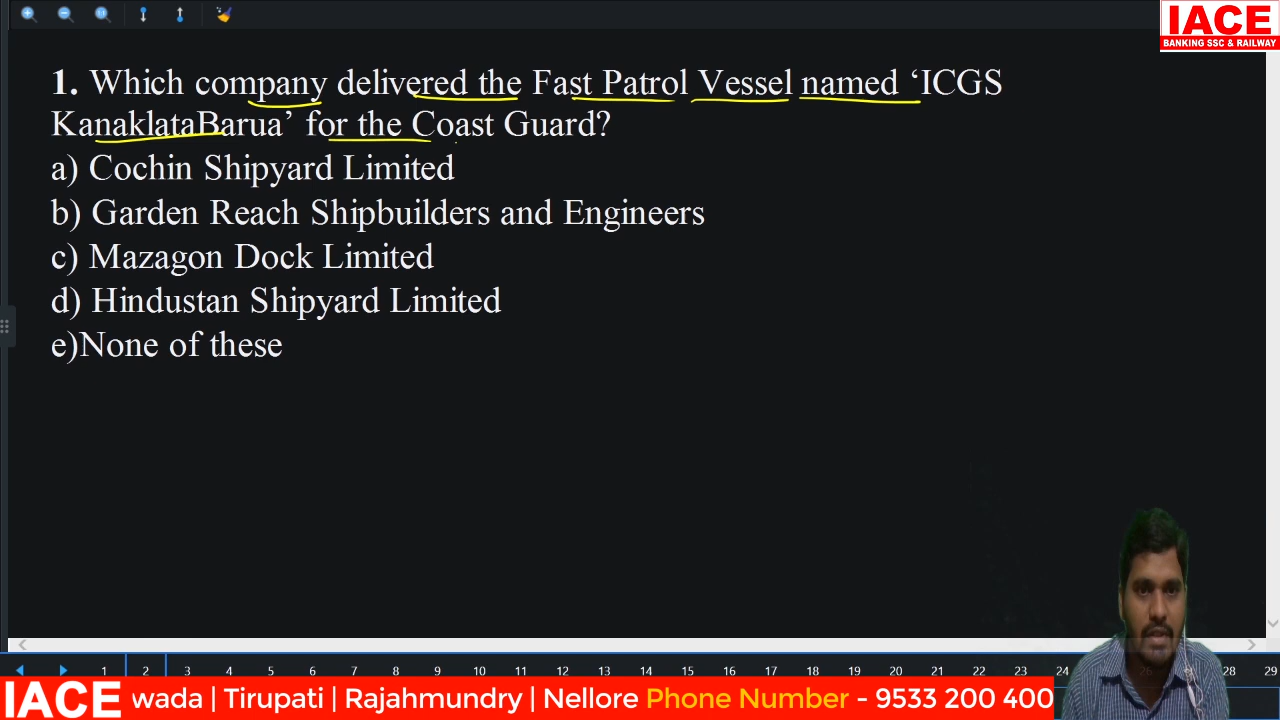 IACE
BANKING SSC & RAILWAY
1. Which company delivered the Fast Patrol Vessel named ‘ICGS
KanaklataBarua’ for the Coast Guard?
a) Cochin Shipyard Limited
b) Garden Reach Shipbuilders and Engineers
c) Mazagon Dock Limited
d) Hindustan Shipyard Limited
e)None of these
1 2 3 4 5 6 7 8 9 10 11 12 13 14 15 16 17 18 19 20 21 22 23 24 26 28 29
IACE wada | Tirupati | Rajahmundry | Nellore Phone Number - 9533 200 400